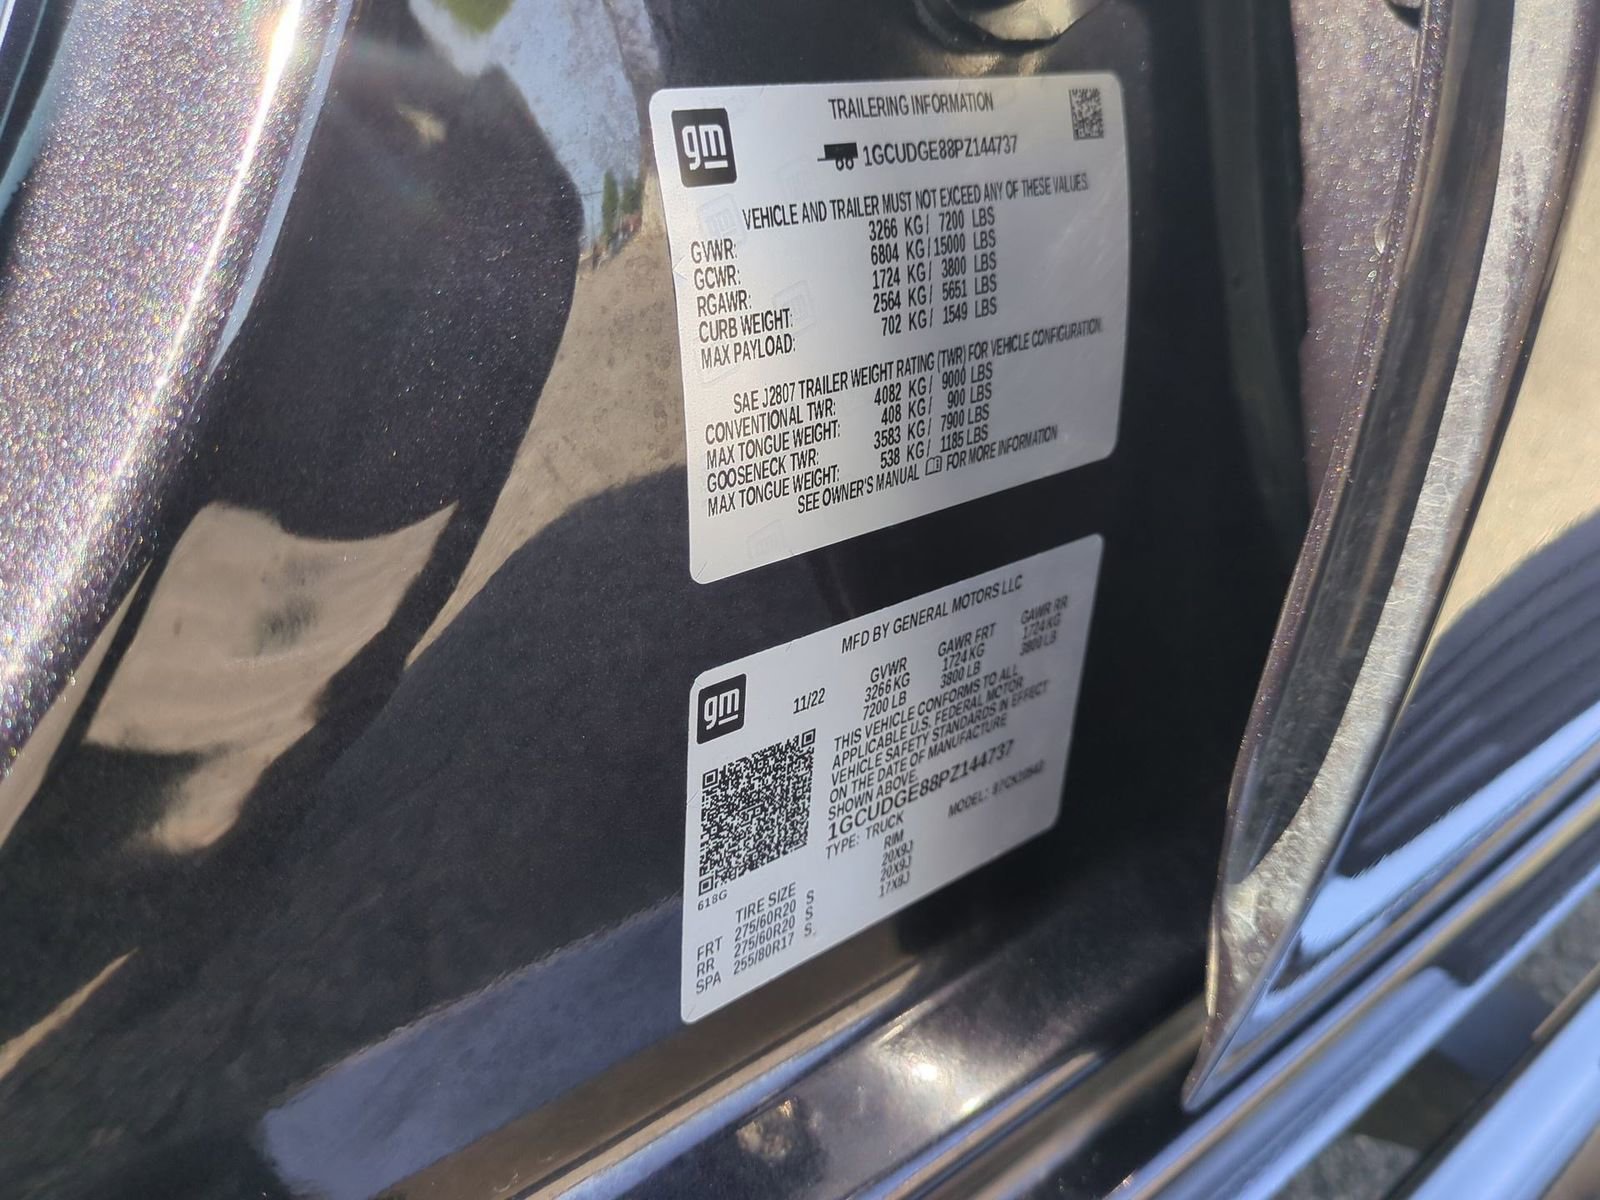 gm
TRAILERING INFORMATION
1GCUDGE88PZ144737
VEHICLE AND TRAILER MUST NOT EXCEED ANY OF THESE VALUES.
GVWR: 3266 KG/ 7200 LBS
GCWR: 6804 KG/15000 LBS
RGAWR: 1724 KG/ 3800 LBS
CURB WEIGHT: 2564 KG/ 5651 LBS
MAX PAYLOAD: 702 KG/ 1549 LBS
SAE J2807 TRAILER WEIGHT RATING (TWR) FOR VEHICLE CONFIGURATION.
CONVENTIONAL TWR: 4082 KG/ 9000 LBS
MAX TONGUE WEIGHT: 408 KG/ 900 LBS
GOOSENECK TWR: 3583 KG/ 7900 LBS
MAX TONGUE WEIGHT: 538 KG/ 1185 LBS
SEE OWNER'S MANUAL FOR MORE INFORMATION
gm
MFD BY GENERAL MOTORS LLC
11/22
GVWR GAWR FRT GAWR RR
3266KG 1724KG 1724KG
7200 LB 3800 LB 3800 LB
THIS VEHICLE CONFORMS TO ALL
APPLICABLE U.S. FEDERAL MOTOR
VEHICLE SAFETY STANDARDS IN EFFECT
ON THE DATE OF MANUFACTURE
SHOWN ABOVE.
1GCUDGE88PZ144737
TYPE: TRUCK MODEL:
618G
TIRE SIZE RIM
FRT 275/60R20 S 20X9J
RR 275/60R20 S 20X9J
SPA 255/80R17 S 17X8J